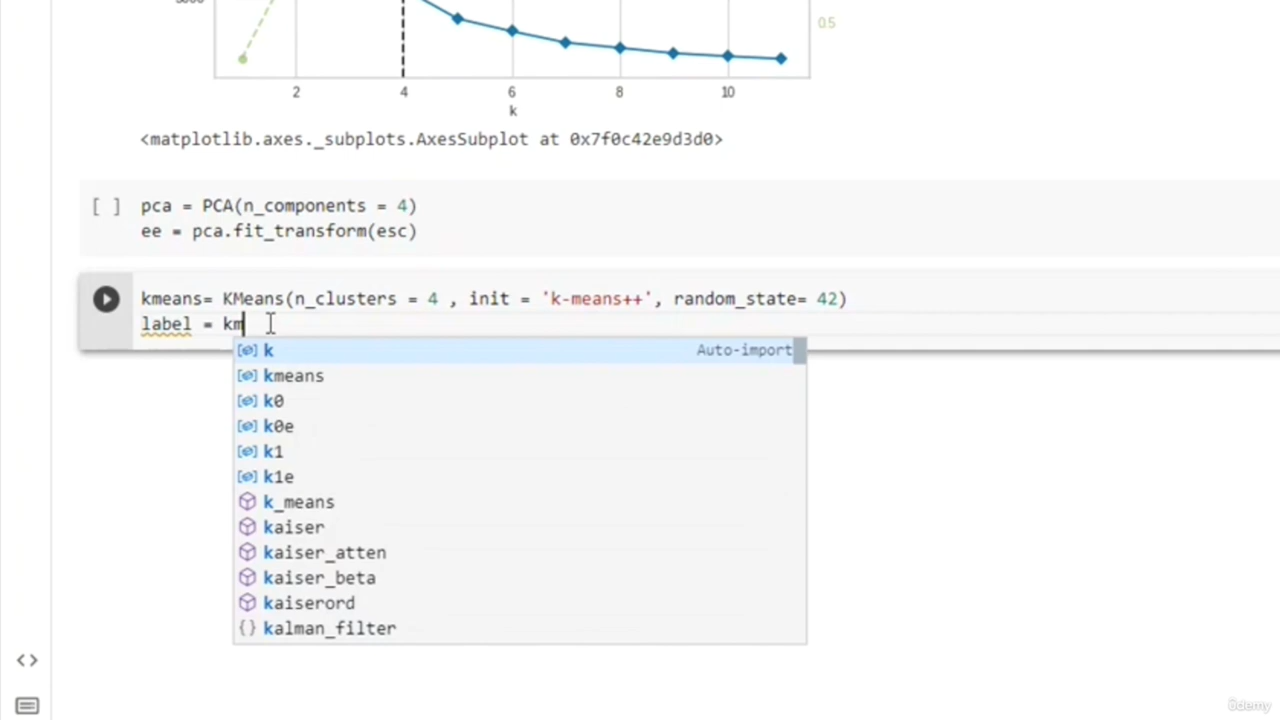 0.5
2 4 6 8 10
k
<matplotlib.axes._subplots.AxesSubplot at 0x7f0c42e9d3d0>
[ ] pca = PCA(n_components = 4)
ee = pca.fit_transform(esc)
kmeans= KMeans(n_clusters = 4 , init = 'k-means++', random_state= 42)
label = km
k Auto-import
kmeans
k0
k0e
k1
k1e
k_means
kaiser
kaiser_atten
kaiser_beta
kaiserord
{} kalman_filter
<>
ûdemy